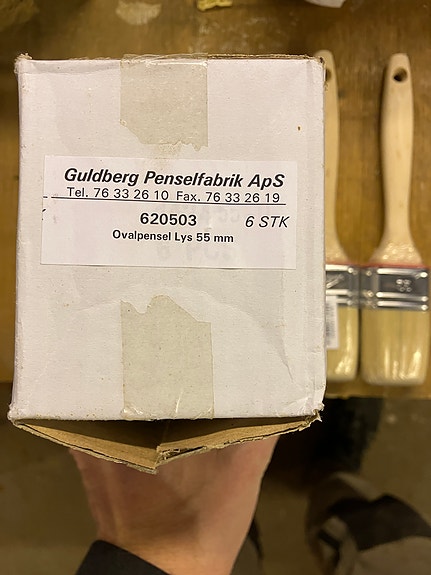 Guldberg Penselfabrik ApS
Tel. 76 33 26 10 Fax. 76 33 26 19
620503 6 STK
Ovalpensel Lys 55 mm